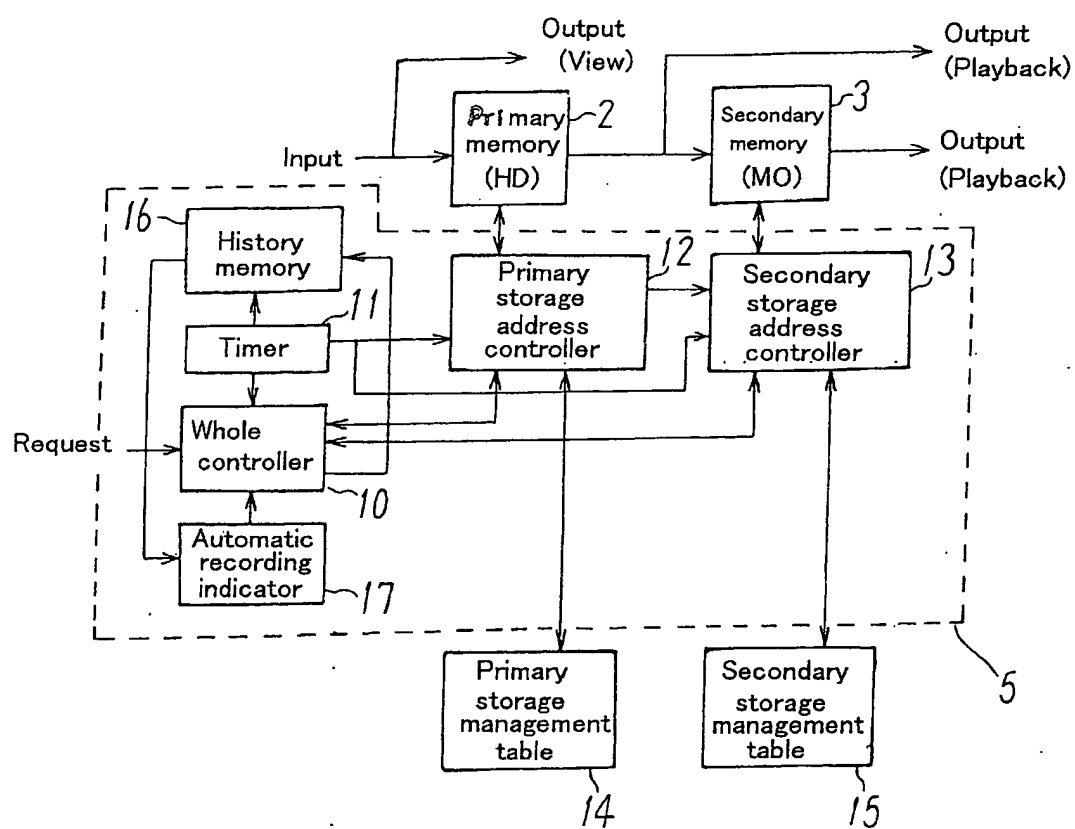 Output
(View)
Output
(Playback)
Input
Primary
memory
(HD)
2
Secondary
memory
(MO)
3
Output
(Playback)
16
History
memory
11
Timer
Primary
storage
address
controller
12
Secondary
storage
address
controller
13
Request
Whole
controller
10
Automatic
recording
indicator
17
5
Primary
storage
management
table
14
Secondary
storage
management
table
15